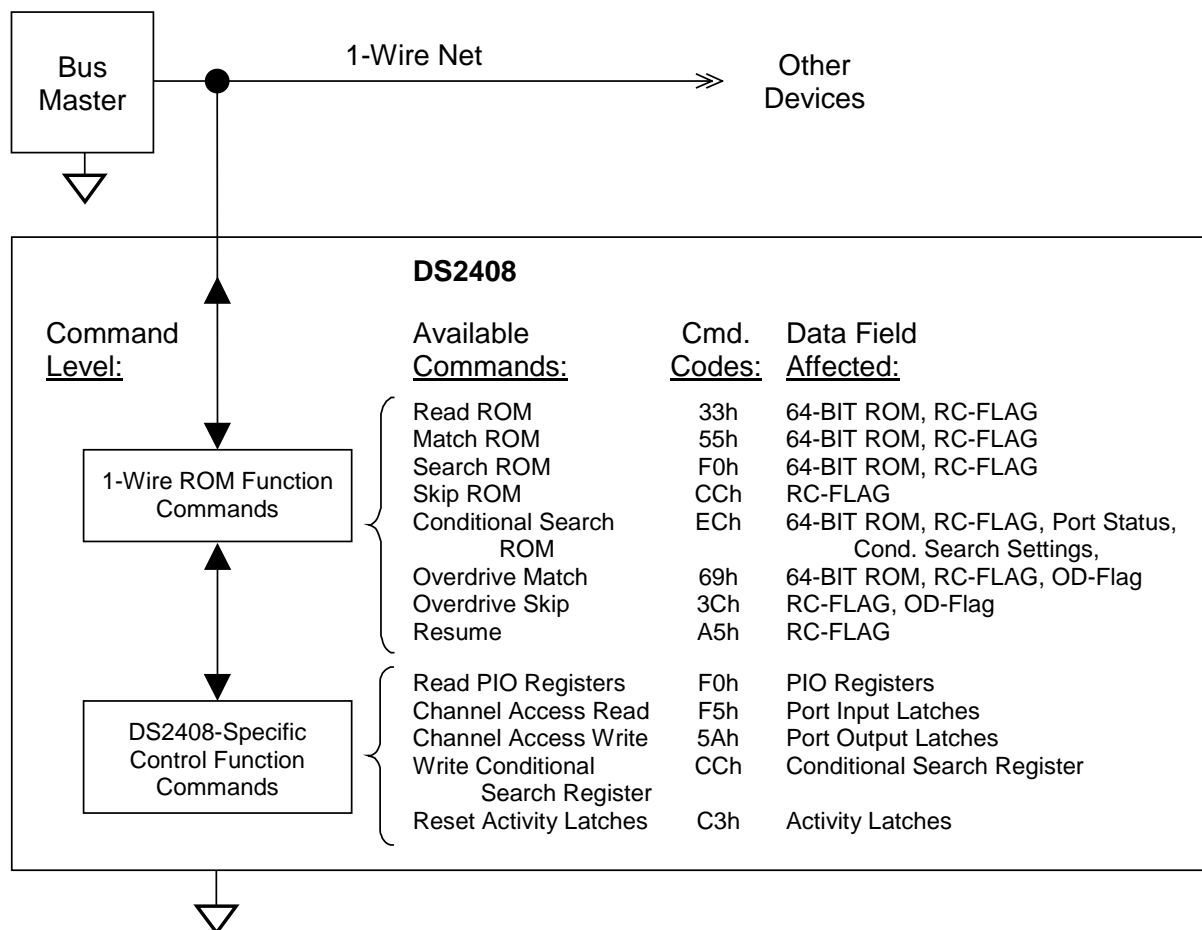 Bus
Master
1-Wire Net
Other
Devices
DS2408
Command
Level:
Available
Commands:
Cmd.
Codes:
Data Field
Affected:
1-Wire ROM Function
Commands
Read ROM 33h 64-BIT ROM, RC-FLAG
Match ROM 55h 64-BIT ROM, RC-FLAG
Search ROM F0h 64-BIT ROM, RC-FLAG
Skip ROM CCh RC-FLAG
Conditional Search ECh 64-BIT ROM, RC-FLAG, Port Status,
ROM Cond. Search Settings,
Overdrive Match 69h 64-BIT ROM, RC-FLAG, OD-Flag
Overdrive Skip 3Ch RC-FLAG, OD-Flag
Resume A5h RC-FLAG
DS2408-Specific
Control Function
Commands
Read PIO Registers F0h PIO Registers
Channel Access Read F5h Port Input Latches
Channel Access Write 5Ah Port Output Latches
Write Conditional CCh Conditional Search Register
Search Register
Reset Activity Latches C3h Activity Latches